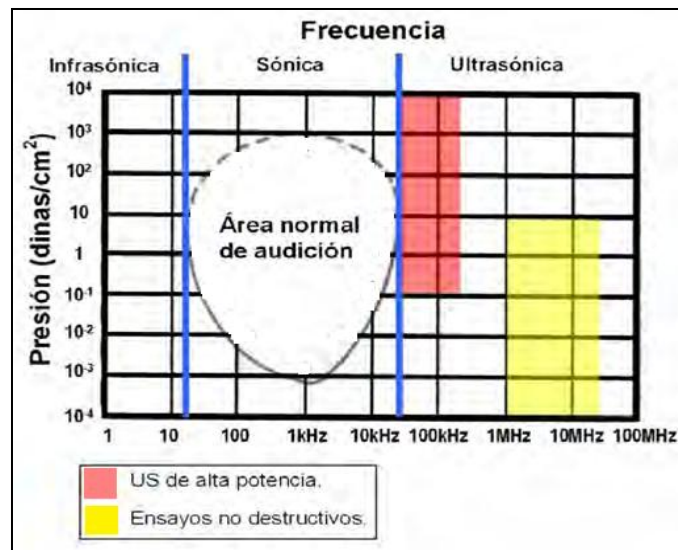 Frecuencia
Infrasónica Sónica Ultrasónica
Presión (dinas/cm²)
10⁴
10³
10²
10
1
10⁻¹
10⁻²
10⁻³
10⁻⁴
Área normal
de audición
1 10 100 1kHz 10kHz 100kHz 1MHz 10MHz 100MHz
US de alta potencia.
Ensayos no destructivos.